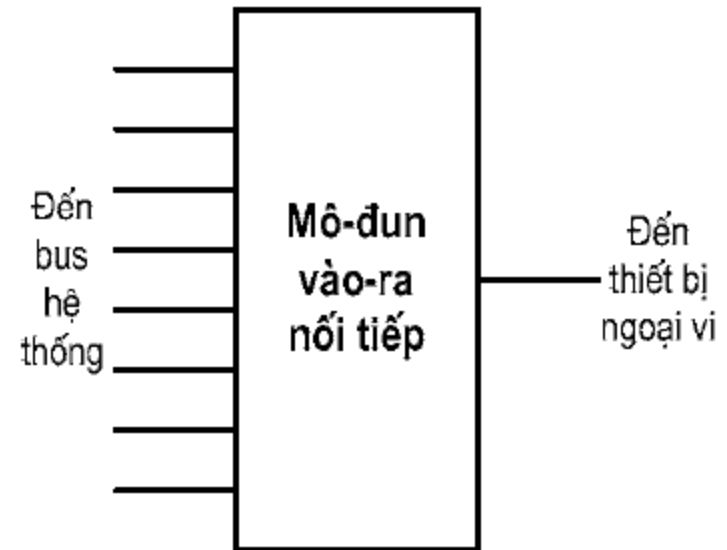 Đến
bus
hệ
thống
Mô-đun
vào-ra
nối tiếp
Đến
thiết bị
ngoại vi